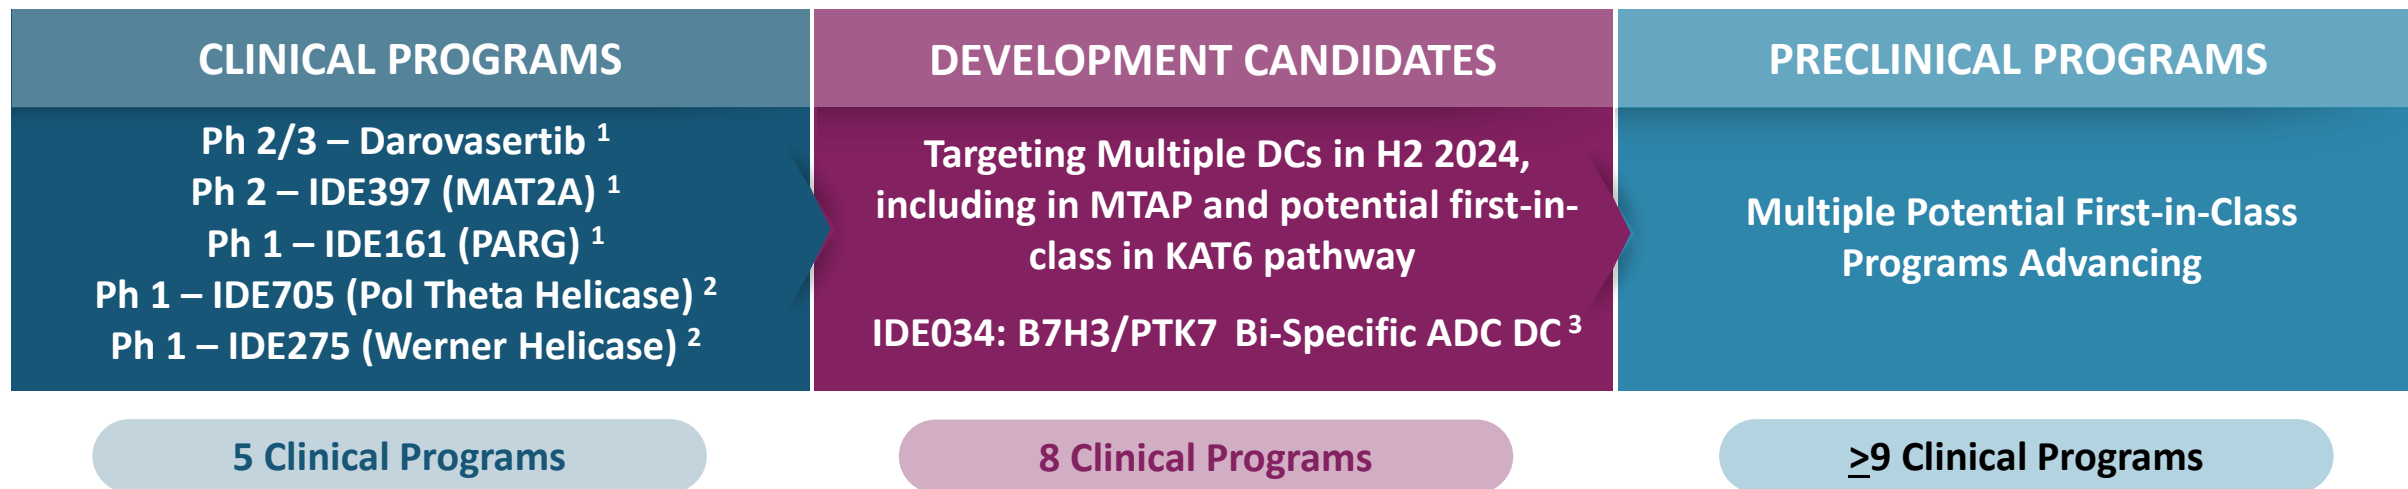 CLINICAL PROGRAMS
Ph 2/3 – Darovasertib 1
Ph 2 – IDE397 (MAT2A) 1
Ph 1 – IDE161 (PARG) 1
Ph 1 – IDE705 (Pol Theta Helicase) 2
Ph 1 – IDE275 (Werner Helicase) 2
5 Clinical Programs
DEVELOPMENT CANDIDATES
Targeting Multiple DCs in H2 2024,
including in MTAP and potential first-in-
class in KAT6 pathway
IDE034: B7H3/PTK7 Bi-Specific ADC DC 3
8 Clinical Programs
PRECLINICAL PROGRAMS
Multiple Potential First-in-Class
Programs Advancing
≥9 Clinical Programs